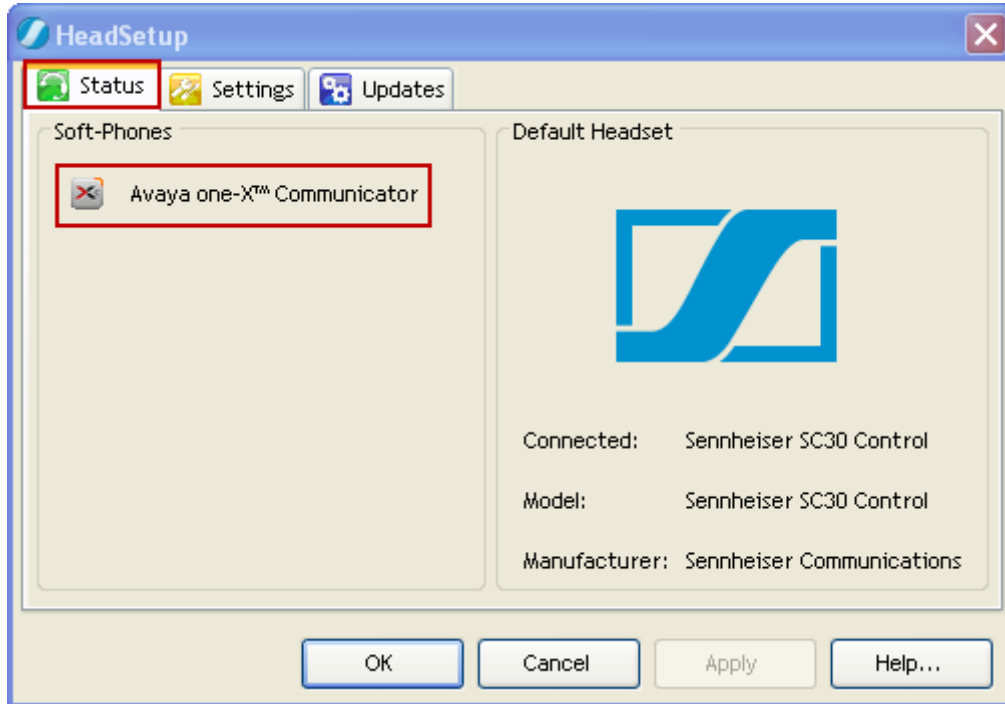 HeadSetup
Status Settings Updates
Soft-Phones
Avaya one-X™ Communicator
Default Headset
Connected: Sennheiser SC30 Control
Model: Sennheiser SC30 Control
Manufacturer: Sennheiser Communications
OK Cancel Apply Help...